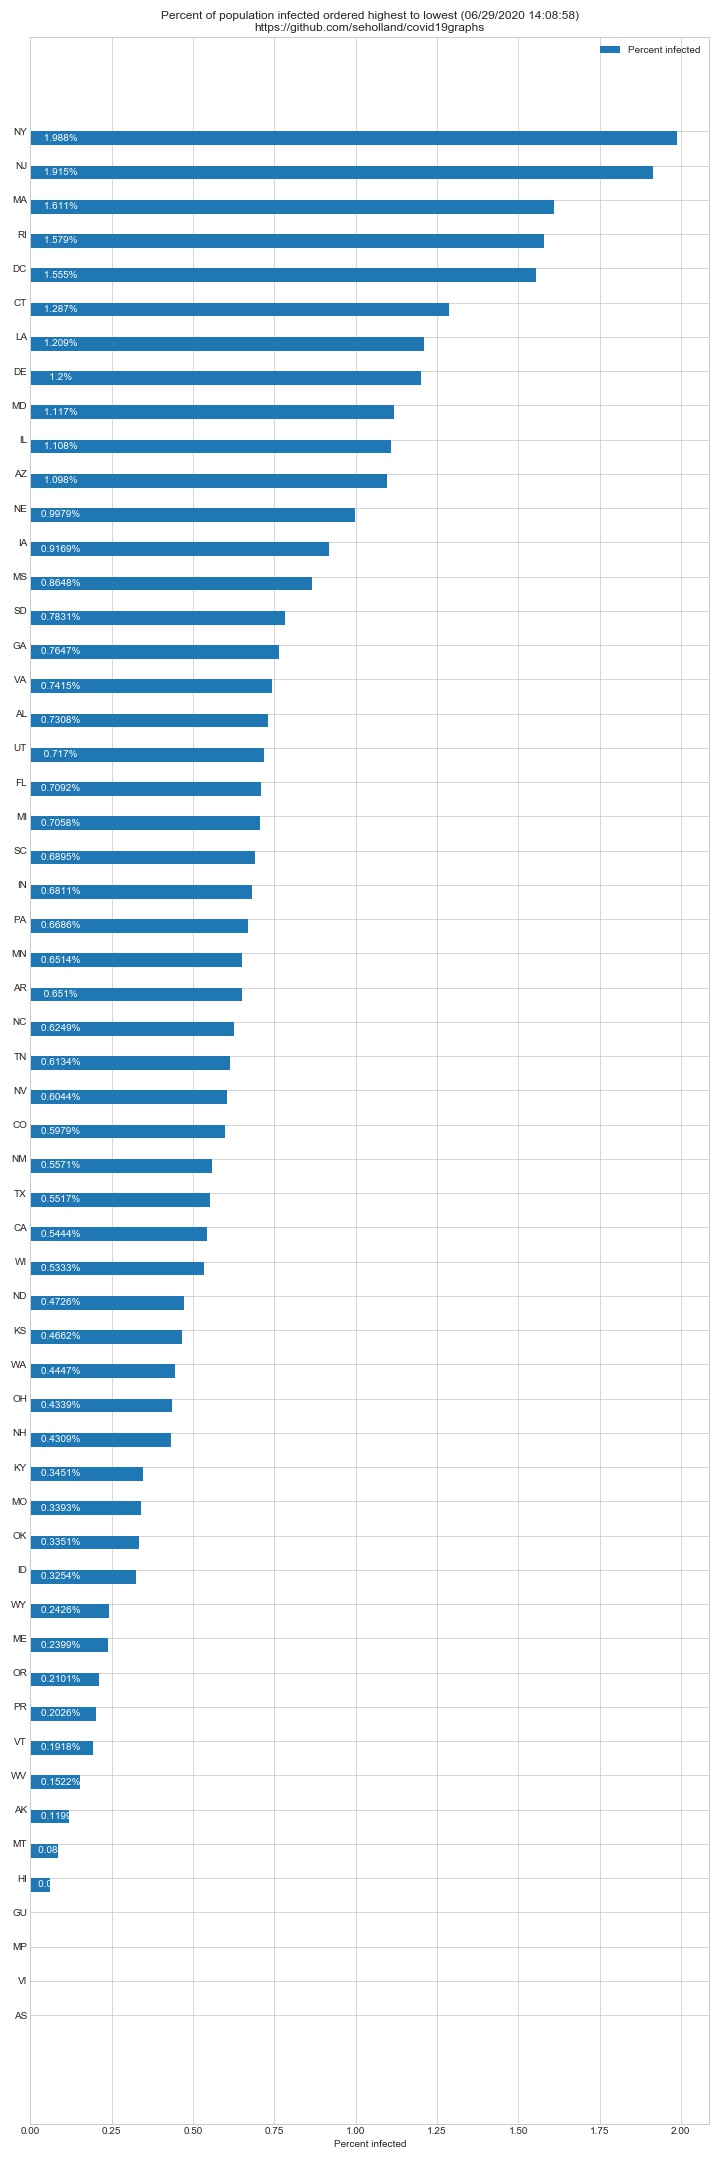 Percent of population infected ordered highest to lowest (06/29/2020 14:08:58)
https://github.com/seholland/covid19graphs
Percent infected
NY 1.988%
NJ 1.915%
MA 1.611%
RI 1.579%
DC 1.555%
CT 1.287%
LA 1.209%
DE 1.2%
MD 1.117%
IL 1.108%
AZ 1.098%
NE 0.9979%
IA 0.9169%
MS 0.8648%
SD 0.7831%
GA 0.7647%
VA 0.7415%
AL 0.7308%
UT 0.717%
FL 0.7092%
MI 0.7058%
SC 0.6895%
IN 0.6811%
PA 0.6686%
MN 0.6514%
AR 0.651%
NC 0.6249%
TN 0.6134%
NV 0.6044%
CO 0.5979%
NM 0.5571%
TX 0.5517%
CA 0.5444%
WI 0.5333%
ND 0.4726%
KS 0.4662%
WA 0.4447%
OH 0.4339%
NH 0.4309%
KY 0.3451%
MO 0.3393%
OK 0.3351%
ID 0.3254%
WY 0.2426%
ME 0.2399%
OR 0.2101%
PR 0.2026%
VT 0.1918%
WV 0.1522%
AK
MT
HI
GU
MP
VI
AS
0.00 0.25 0.50 0.75 1.00 1.25 1.50 1.75 2.00
Percent infected